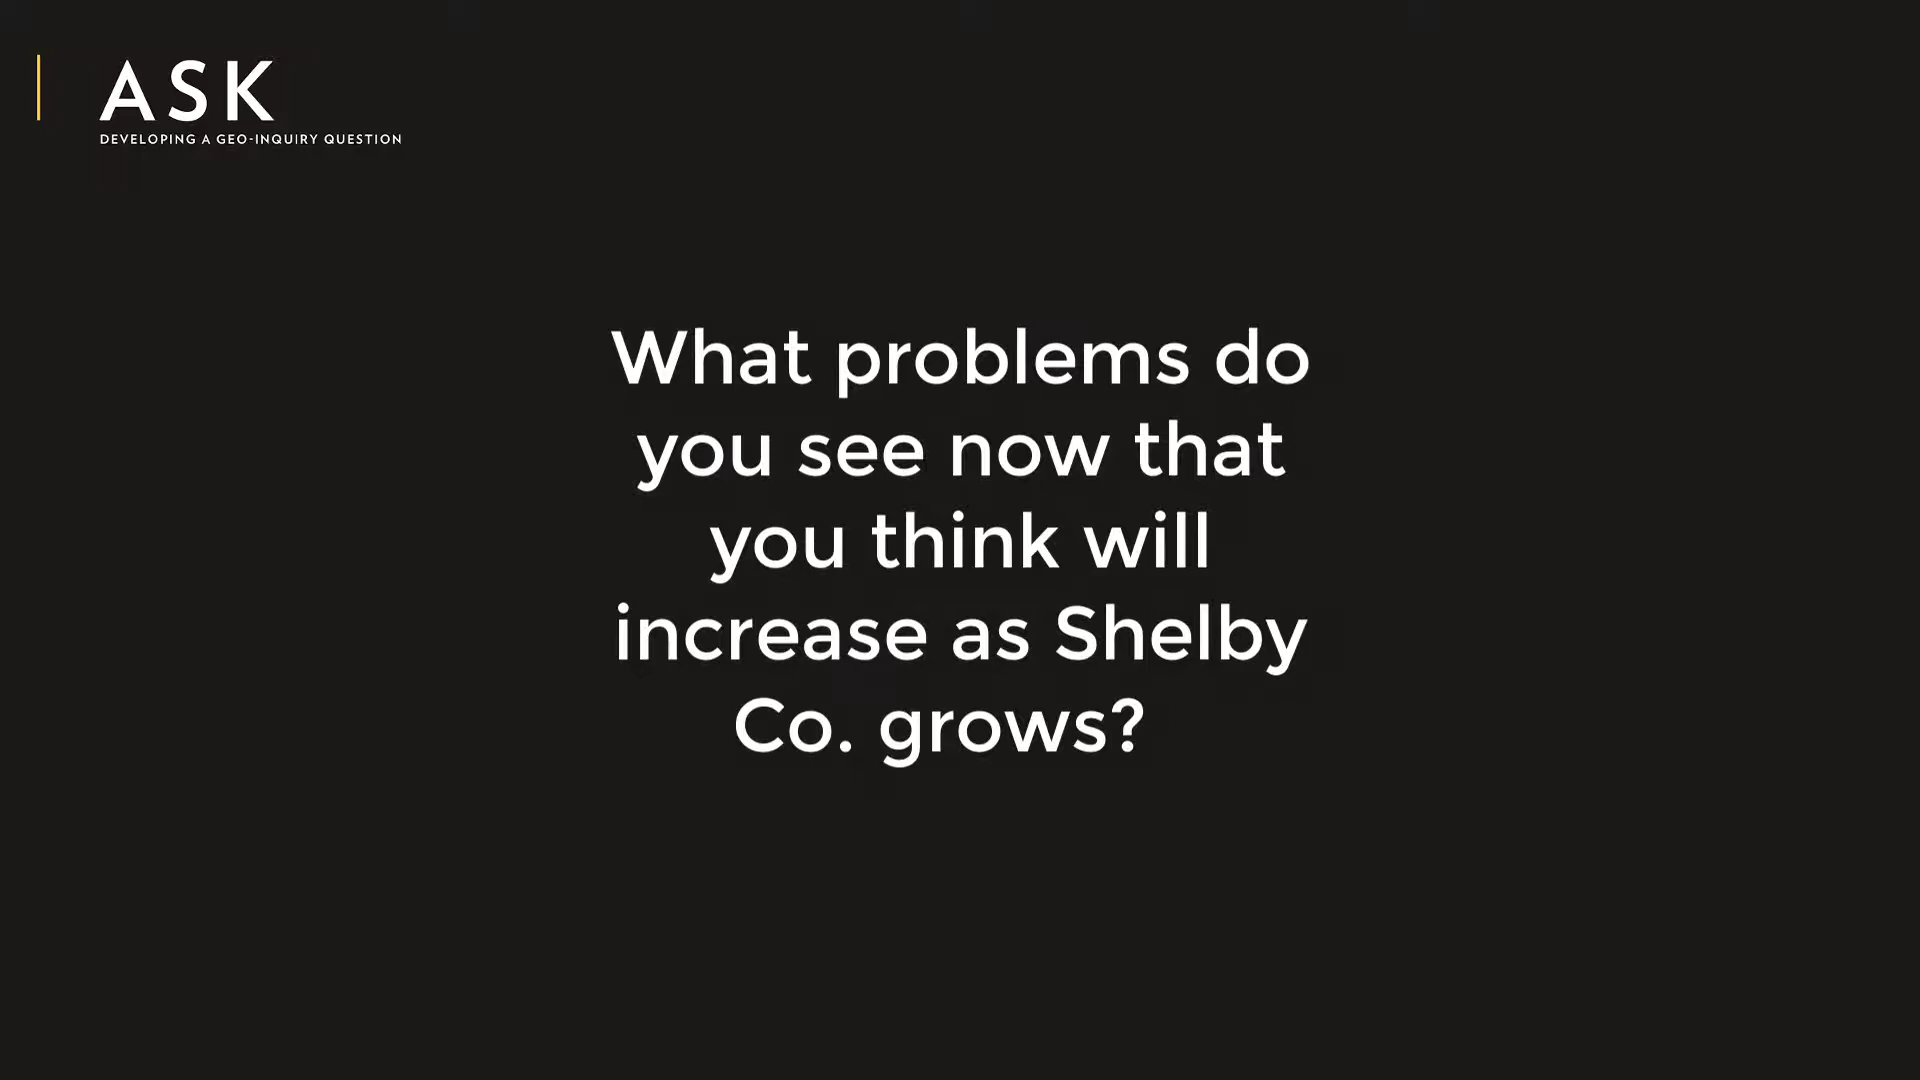 ASK
DEVELOPING A GEO-INQUIRY QUESTION
What problems do
you see now that
you think will
increase as Shelby
Co. grows?